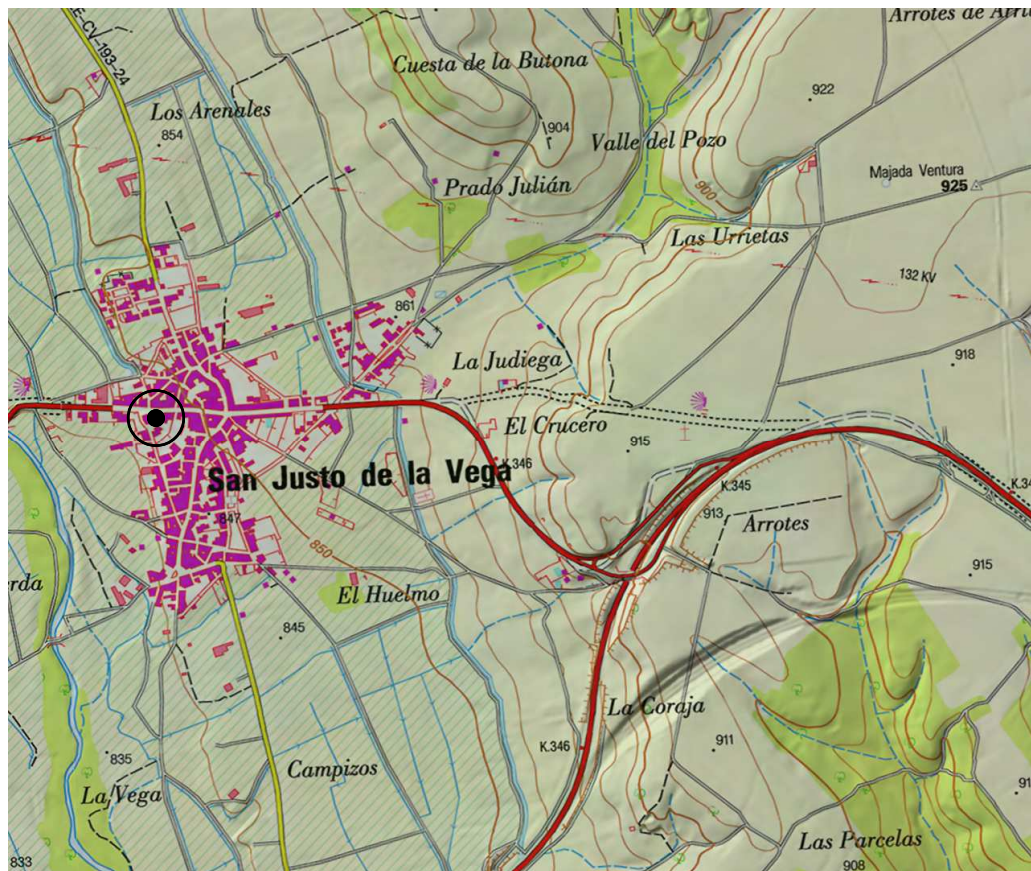 E-CV-193-24
Arrotes de
Cuesta de la Butona
922
Los Arenales
854
904
Valle del Pozo
Majada Ventura
925
Prado Julián
900
Las Urrietas
132 KV
861
La Judiega
918
El Crucero
915
K.346
San Justo de la Vega
K.345
K.34
913
847
Arrotes
850
915
erda
El Huelmo
845
La Coraja
K.346
911
835
Campizos
La Vega
91
Las Parcelas
833
908